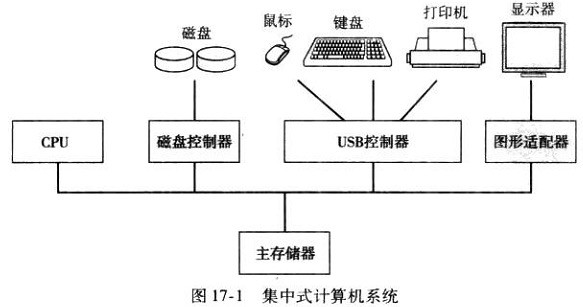 磁盘
鼠标
键盘
打印机
显示器
CPU
磁盘控制器
USB控制器
图形适配器
主存储器
图 17-1 集中式计算机系统